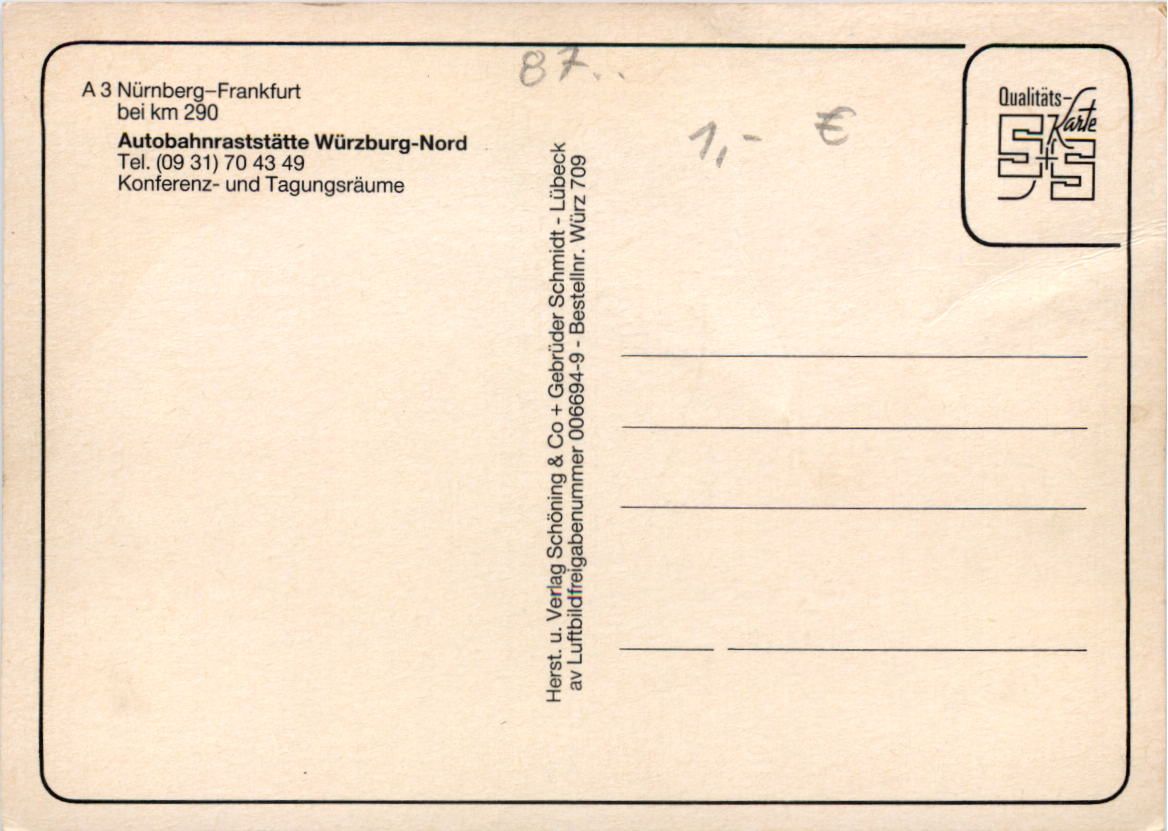 87..
1,- €
A 3 Nürnberg–Frankfurt
bei km 290
Autobahnraststätte Würzburg-Nord
Tel. (09 31) 70 43 49
Konferenz- und Tagungsräume
Herst. u. Verlag Schöning & Co + Gebrüder Schmidt - Lübeck
av Luftbildfreigabenummer 006694-9 - Bestellnr. Würz 709
Qualitäts-
Karte
S+S